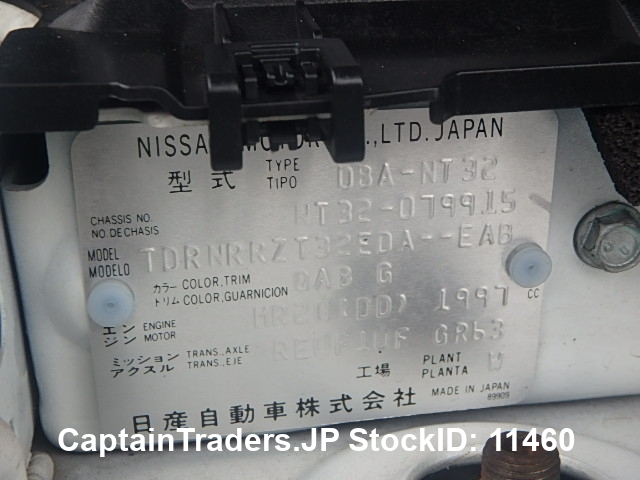 NISSAN MOTOR CO.,LTD. JAPAN
型式 TYPE TIPO DBA-NT32
CHASSIS NO. NO. DE CHASIS NT32-079915
MODEL MODELO TDRNRRZT32EDA--EAB
カラー COLOR, TRIM トリム COLOR, GUARNICION QAB G
エンジン ENGINE MOTOR MR20(DD) 1997 CC
ミッション アクスル TRANS., AXLE TRANS., EJE GR63
工場 PLANT PLANTA W
日産自動車株式会社 MADE IN JAPAN 89909
CaptainTraders.JP StockID: 11460